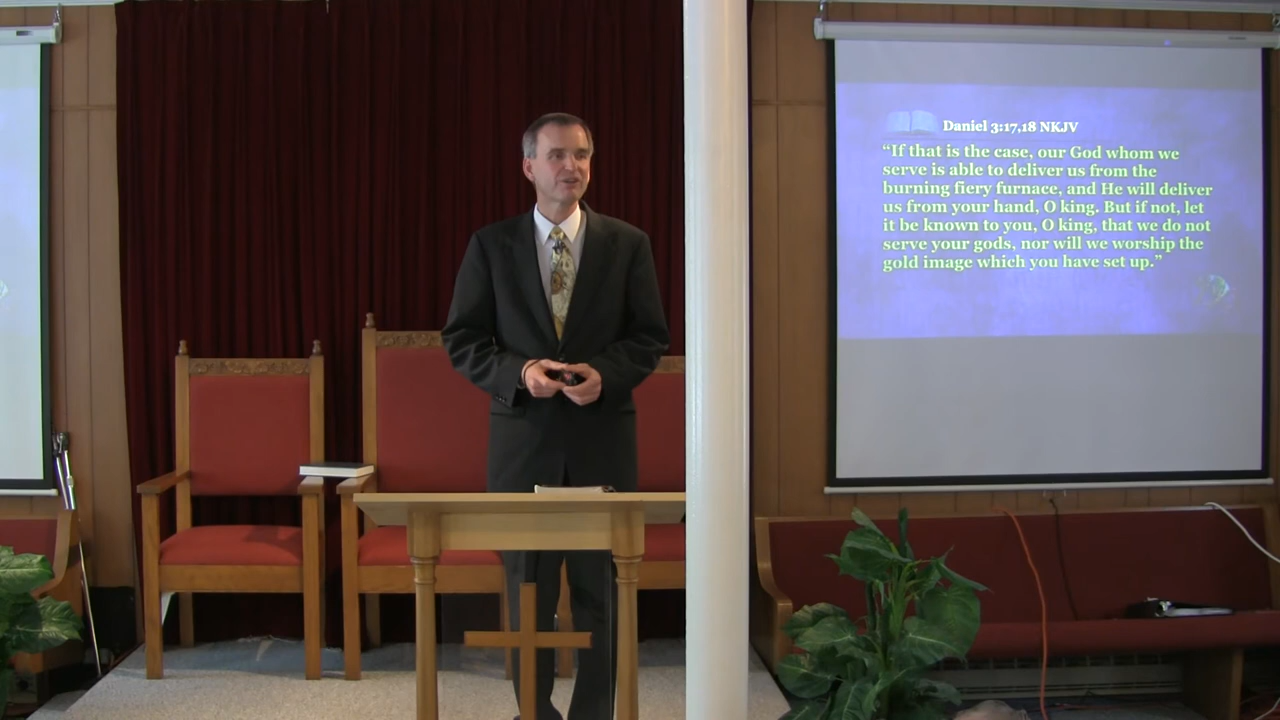 Daniel 3:17,18 NKJV
“If that is the case, our God whom we
serve is able to deliver us from the
burning fiery furnace, and He will deliver
us from your hand, O king. But if not, let
it be known to you, O king, that we do not
serve your gods, nor will we worship the
gold image which you have set up.”